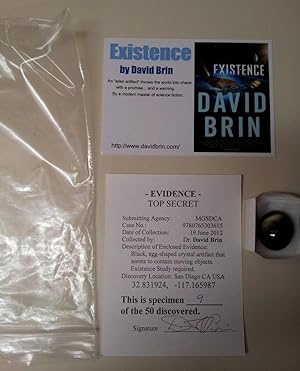 Existence
by David Brin
An "alien artifact" throws the world into chaos
with a promise... and a warning.
By a modern master of science fiction.
http://www.davidbrin.com/
EXISTENCE
DAVID
BRIN
- EVIDENCE -
TOP SECRET
Submitting Agency: MGSDCA
Case No.: 9780765303615
Date of Collection: 19 June 2012
Collected by: Dr. David Brin
Description of Enclosed Evidence:
Black, egg-shaped crystal artifact that
seems to contain moving objects.
Existence Study required.
Discovery Location: San Diego CA USA
32.831924, -117.165987
This is specimen 9
of the 50 discovered.
Signature